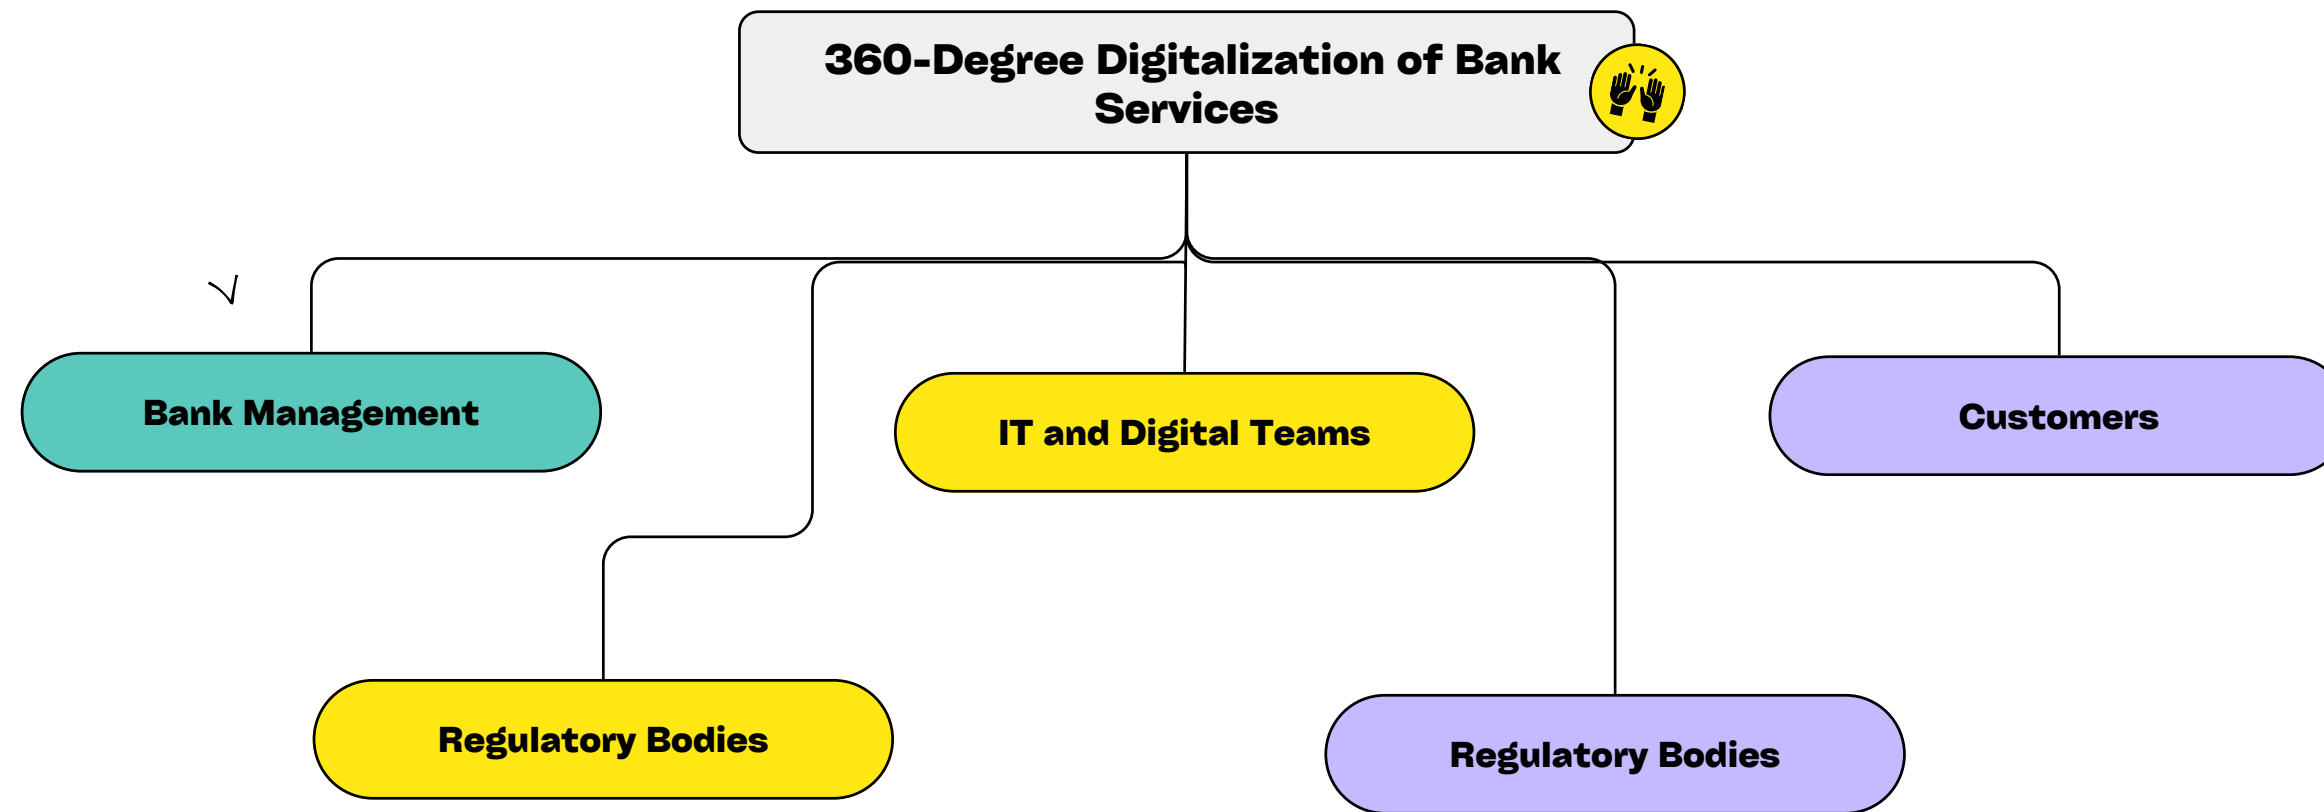 360-Degree Digitalization of Bank
Services
Bank Management
IT and Digital Teams
Customers
Regulatory Bodies
Regulatory Bodies